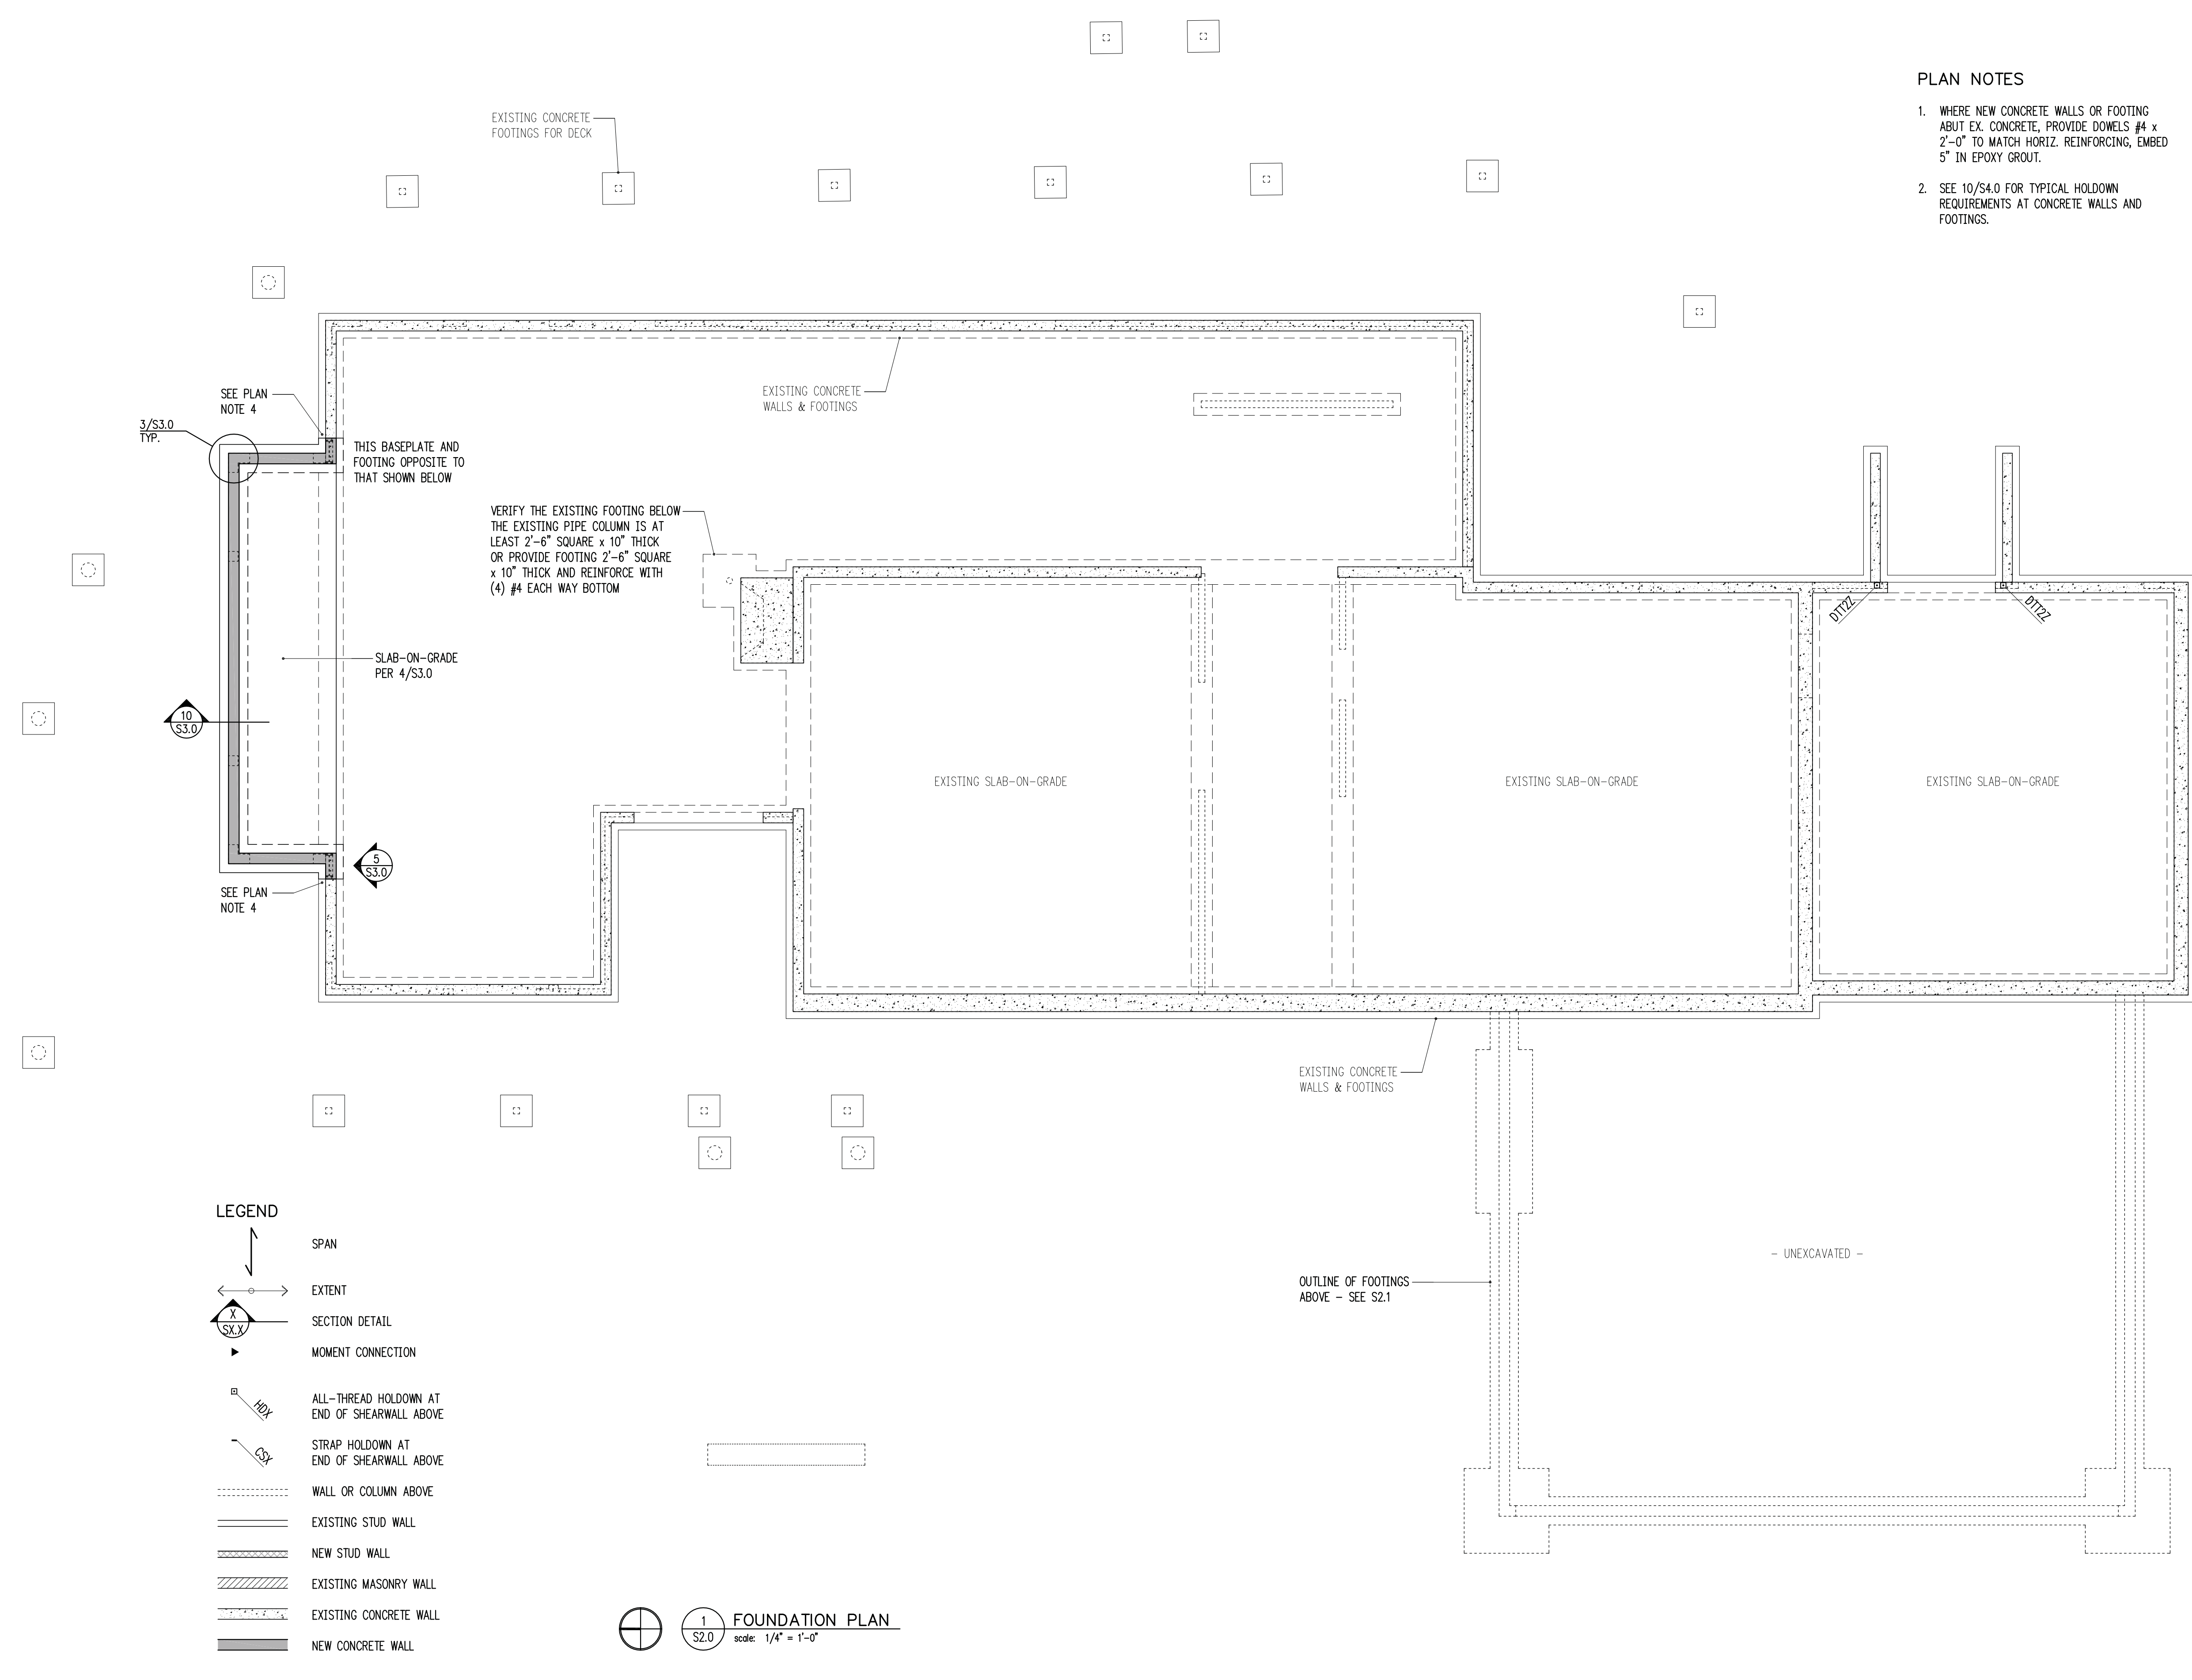 PLAN NOTES
1. WHERE NEW CONCRETE WALLS OR FOOTING
ABUT EX. CONCRETE, PROVIDE DOWELS #4 x
2'-0" TO MATCH HORIZ. REINFORCING, EMBED
5" IN EPOXY GROUT.
2. SEE 10/S4.0 FOR TYPICAL HOLDOWN
REQUIREMENTS AT CONCRETE WALLS AND
FOOTINGS.
EXISTING CONCRETE
FOOTINGS FOR DECK
SEE PLAN
NOTE 4
3/S3.0
TYP.
EXISTING CONCRETE
WALLS & FOOTINGS
THIS BASEPLATE AND
FOOTING OPPOSITE TO
THAT SHOWN BELOW
VERIFY THE EXISTING FOOTING BELOW
THE EXISTING PIPE COLUMN IS AT
LEAST 2'-6" SQUARE x 10" THICK
OR PROVIDE FOOTING 2'-6" SQUARE
x 10" THICK AND REINFORCE WITH
(4) #4 EACH WAY BOTTOM
DTT2Z
DTT2Z
SLAB-ON-GRADE
PER 4/S3.0
10
S3.0
EXISTING SLAB-ON-GRADE
EXISTING SLAB-ON-GRADE
EXISTING SLAB-ON-GRADE
5
S3.0
SEE PLAN
NOTE 4
EXISTING CONCRETE
WALLS & FOOTINGS
- UNEXCAVATED -
OUTLINE OF FOOTINGS
ABOVE - SEE S2.1
LEGEND
SPAN
EXTENT
X
SX.X
SECTION DETAIL
MOMENT CONNECTION
HDX
ALL-THREAD HOLDOWN AT
END OF SHEARWALL ABOVE
CSX
STRAP HOLDOWN AT
END OF SHEARWALL ABOVE
WALL OR COLUMN ABOVE
EXISTING STUD WALL
NEW STUD WALL
EXISTING MASONRY WALL
EXISTING CONCRETE WALL
NEW CONCRETE WALL
1
S2.0
FOUNDATION PLAN
scale: 1/4" = 1'-0"